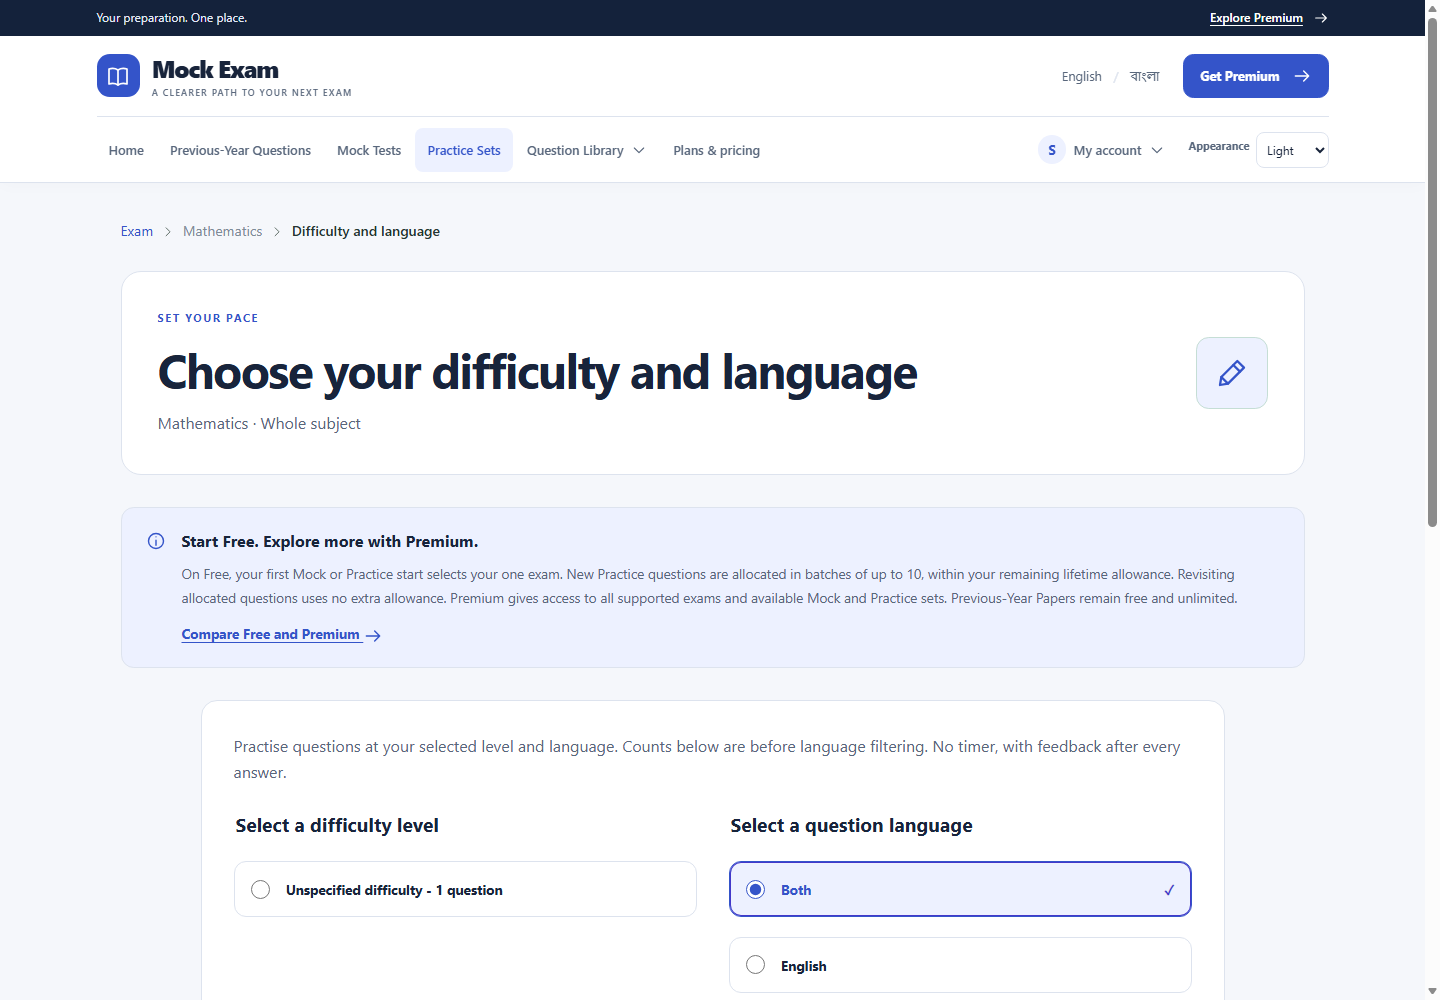 Your preparation. One place.
Explore Premium
Mock Exam
A CLEARER PATH TO YOUR NEXT EXAM
English / বাংলা
Get Premium
Home
Previous-Year Questions
Mock Tests
Practice Sets
Question Library
Plans & pricing
S
My account
Appearance
Light
Exam
Mathematics
Difficulty and language
SET YOUR PACE
Choose your difficulty and language
Mathematics · Whole subject
Start Free. Explore more with Premium.
On Free, your first Mock or Practice start selects your one exam. New Practice questions are allocated in batches of up to 10, within your remaining lifetime allowance. Revisiting
allocated questions uses no extra allowance. Premium gives access to all supported exams and available Mock and Practice sets. Previous-Year Papers remain free and unlimited.
Compare Free and Premium
Practise questions at your selected level and language. Counts below are before language filtering. No timer, with feedback after every
answer.
Select a difficulty level
Unspecified difficulty - 1 question
Select a question language
Both
English